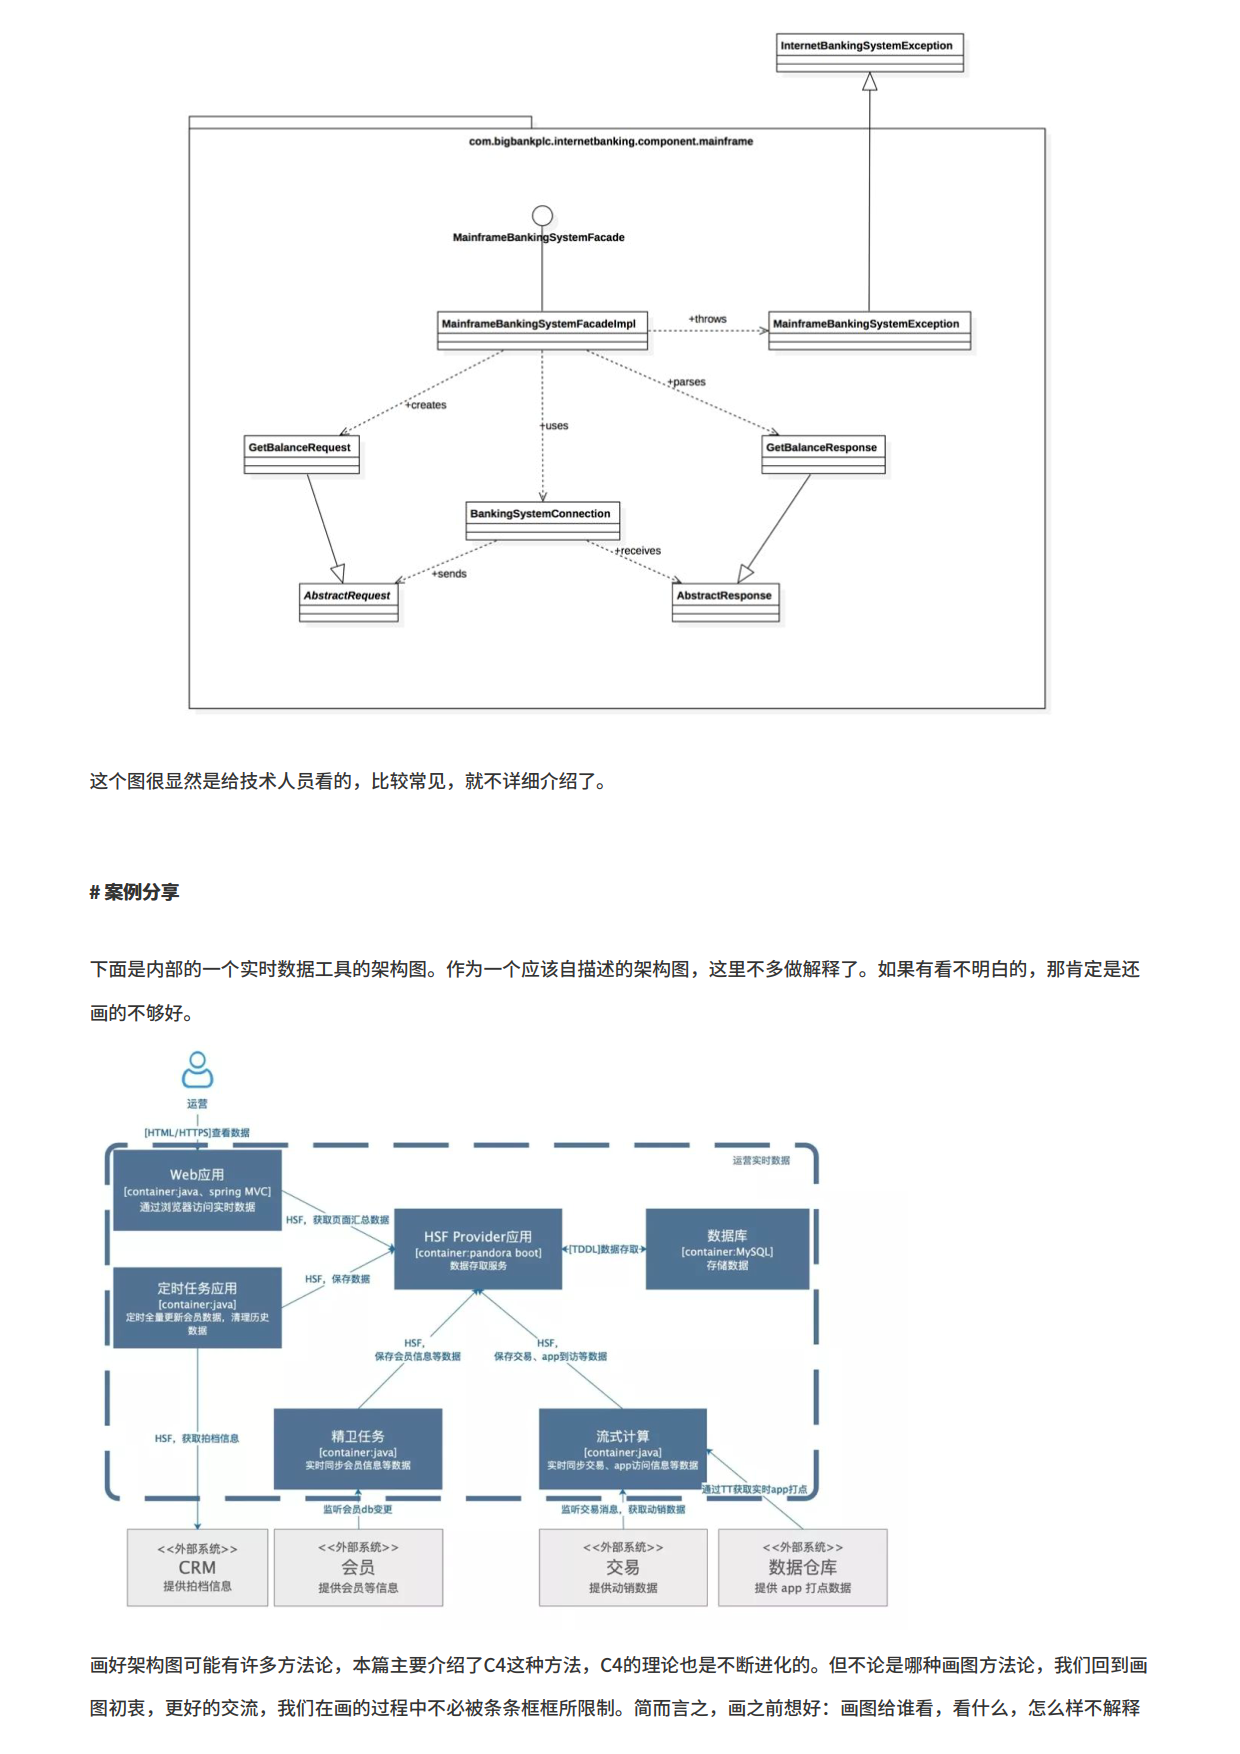 InternetBankingSystemException
com.bigbankplc.internetbanking.component.mainframe
MainframeBankingSystemFacade
MainframeBankingSystemFacadeImpl
+throws
MainframeBankingSystemException
+creates
+uses
+parses
GetBalanceRequest
GetBalanceResponse
BankingSystemConnection
+sends
+receives
AbstractRequest
AbstractResponse
这个图很显然是给技术人员看的，比较常见，就不详细介绍了。
# 案例分享
下面是内部的一个实时数据工具的架构图。作为一个应该自描述的架构图，这里不多做解释了。如果有看不明白的，那肯定是还
画的不够好。
运营
[HTML/HTTPS]查看数据
运营实时数据
Web应用
[container:java、spring MVC]
通过浏览器访问实时数据
HSF，获取页面汇总数据
HSF Provider应用
[container:pandora boot]
数据存取服务
[TDDL]数据存取
数据库
[container:MySQL]
存储数据
定时任务应用
[container:java]
定时全量更新会员数据，清理历史
数据
HSF，保存数据
HSF，
保存会员信息等数据
HSF，
保存交易、app到访等数据
HSF，获取拍档信息
精卫任务
[container:java]
实时同步会员信息等数据
流式计算
[container:java]
实时同步交易、app访问信息等数据
通过TT获取实时app打点
监听会员db变更
监听交易消息，获取动销数据
<<外部系统>>
CRM
提供拍档信息
<<外部系统>>
会员
提供会员等信息
<<外部系统>>
交易
提供动销数据
<<外部系统>>
数据仓库
提供 app 打点数据
画好架构图可能有许多方法论，本篇主要介绍了C4这种方法，C4的理论也是不断进化的。但不论是哪种画图方法论，我们回到画
图初衷，更好的交流，我们在画的过程中不必被条条框框所限制。简而言之，画之前想好：画图给谁看，看什么，怎么样不解释